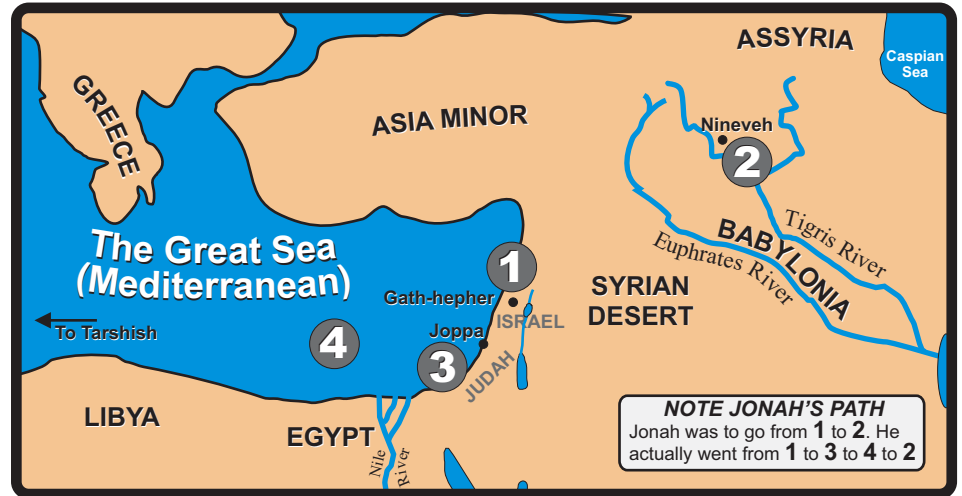 ASSYRIA
Caspian
Sea
GREECE
ASIA MINOR
Nineveh
2
The Great Sea
(Mediterranean)
1
Gath-hepher
ISRAEL
SYRIAN
DESERT
BABYLONIA
Tigris River
Euphrates River
To Tarshish
4
Joppa
3
JUDAH
LIBYA
EGYPT
Nile
River
NOTE JONAH'S PATH
Jonah was to go from 1 to 2. He
actually went from 1 to 3 to 4 to 2